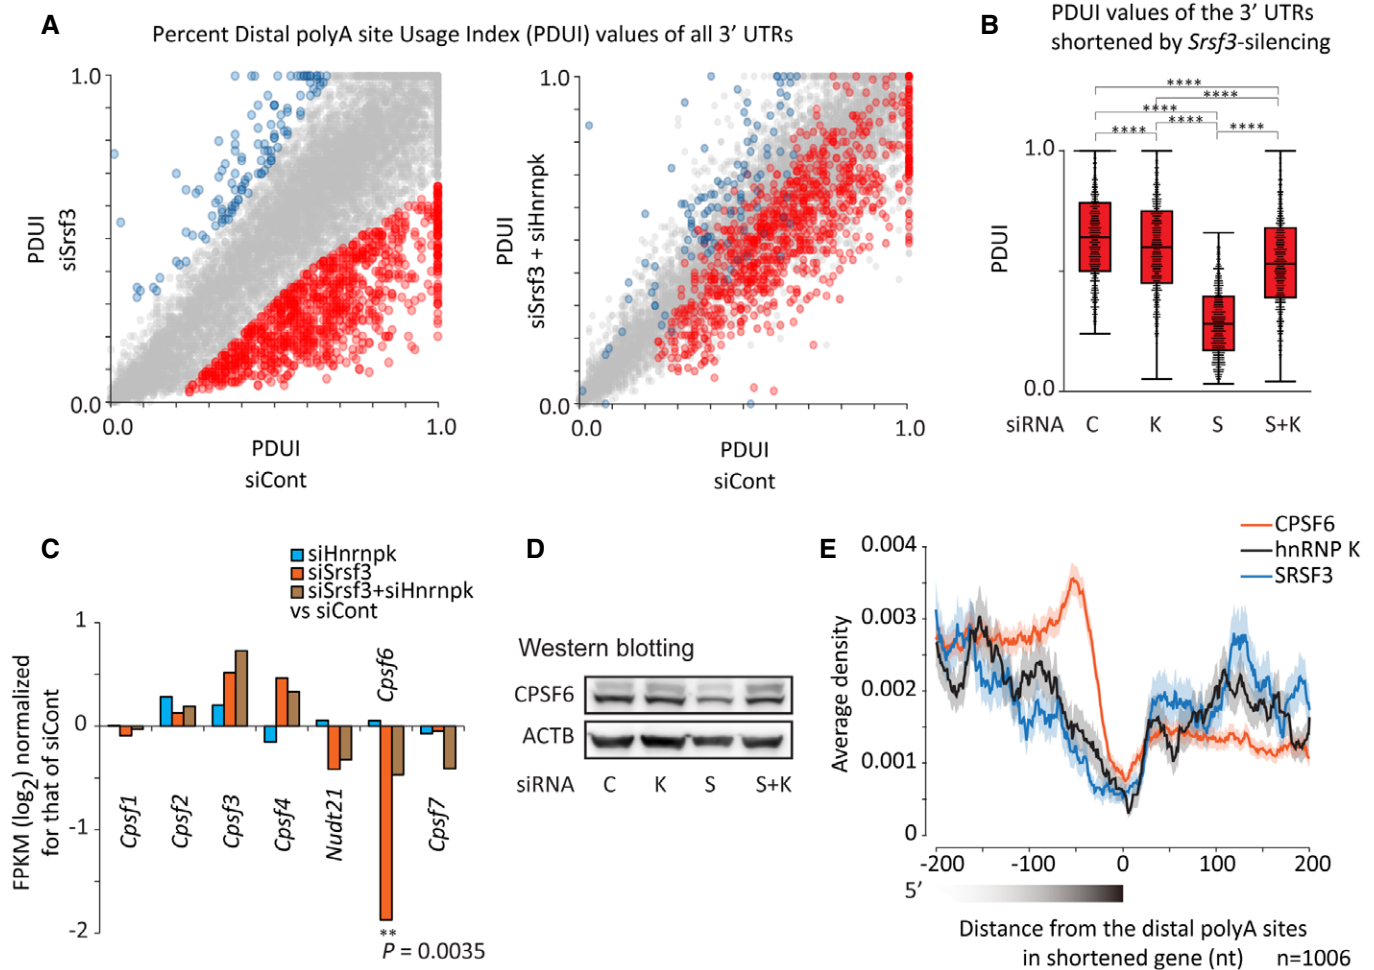 A
Percent Distal polyA site Usage Index (PDUI) values of all 3’ UTRs
1.0
PDUI
siSrsf3
0.0
0.0
1.0
PDUI
siCont
1.0
PDUI
siSrsf3 + siHnrnpk
0.0
0.0
1.0
PDUI
siCont
B
PDUI values of the 3’ UTRs
shortened by Srsf3-silencing
****
****
****
****
****
****
1.0
PDUI
0.0
siRNA C K S S+K
C
siHnrnpk
siSrsf3
siSrsf3+siHnrnpk
vs siCont
1
0
-1
-2
FPKM (log2) normalized
for that of siCont
Cpsf1
Cpsf2
Cpsf3
Cpsf4
Nudt21
Cpsf6
Cpsf7
**
P = 0.0035
D
Western blotting
CPSF6
ACTB
siRNA C K S S+K
E
CPSF6
hnRNP K
SRSF3
0.004
0.003
0.002
0.001
0
Average density
-200 -100 0 100 200
5’
Distance from the distal polyA sites
in shortened gene (nt) n=1006